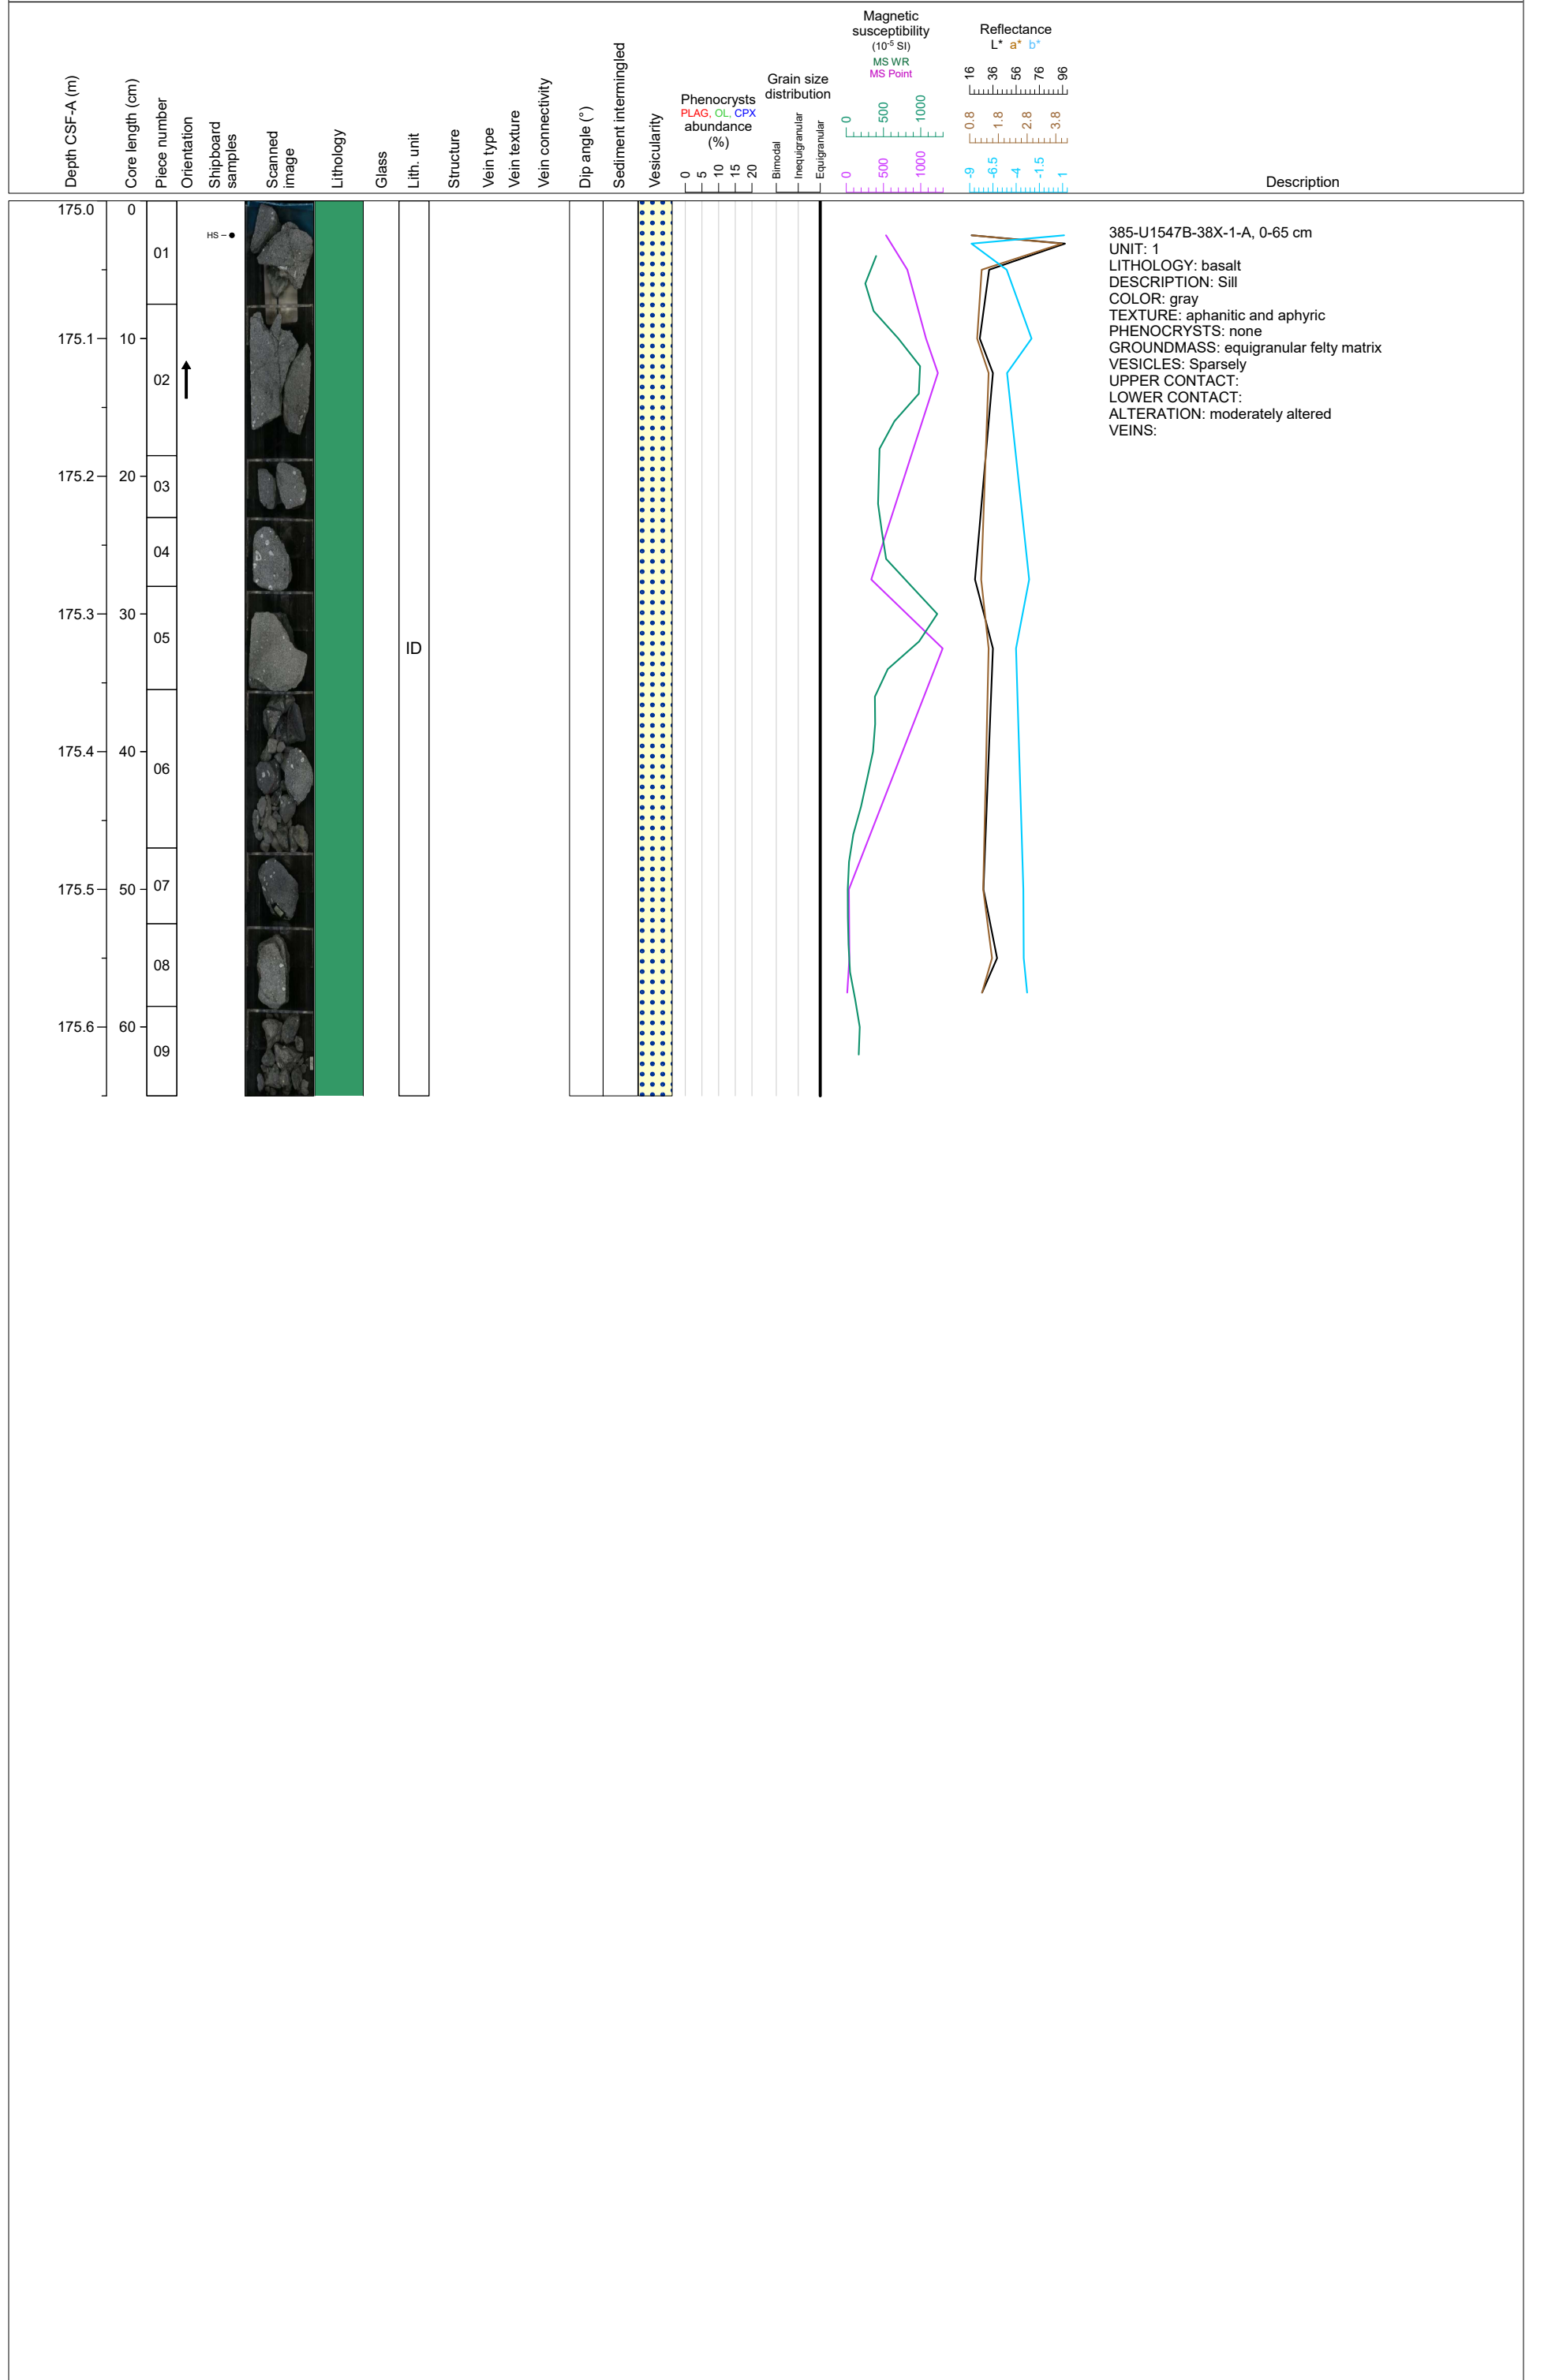 Depth CSF-A (m)
Core length (cm)
Piece number
Orientation
Shipboard
samples
Scanned
image
Lithology
Glass
Lith. unit
Structure
Vein type
Vein texture
Vein connectivity
Dip angle (°)
Sediment intermingled
Vesicularity
Phenocrysts
PLAG, OL, CPX
abundance
(%)
0 5 10 15 20
Grain size
distribution
Bimodal
Inequigranular
Equigranular
Magnetic
susceptibility
(10-5 SI)
MS WR
MS Point
0 500 1000
0 500 1000
Reflectance
L* a* b*
16 36 56 76 96
0.8 1.8 2.8 3.8
-9 -6.5 -4 -1.5 1
Description
175.0 0
HS
01
175.1 10
02
175.2 20
03
04
175.3 30
05
ID
175.4 40
06
175.5 50
07
08
175.6 60
09
385-U1547B-38X-1-A, 0-65 cm
UNIT: 1
LITHOLOGY: basalt
DESCRIPTION: Sill
COLOR: gray
TEXTURE: aphanitic and aphyric
PHENOCRYSTS: none
GROUNDMASS: equigranular felty matrix
VESICLES: Sparsely
UPPER CONTACT:
LOWER CONTACT:
ALTERATION: moderately altered
VEINS: